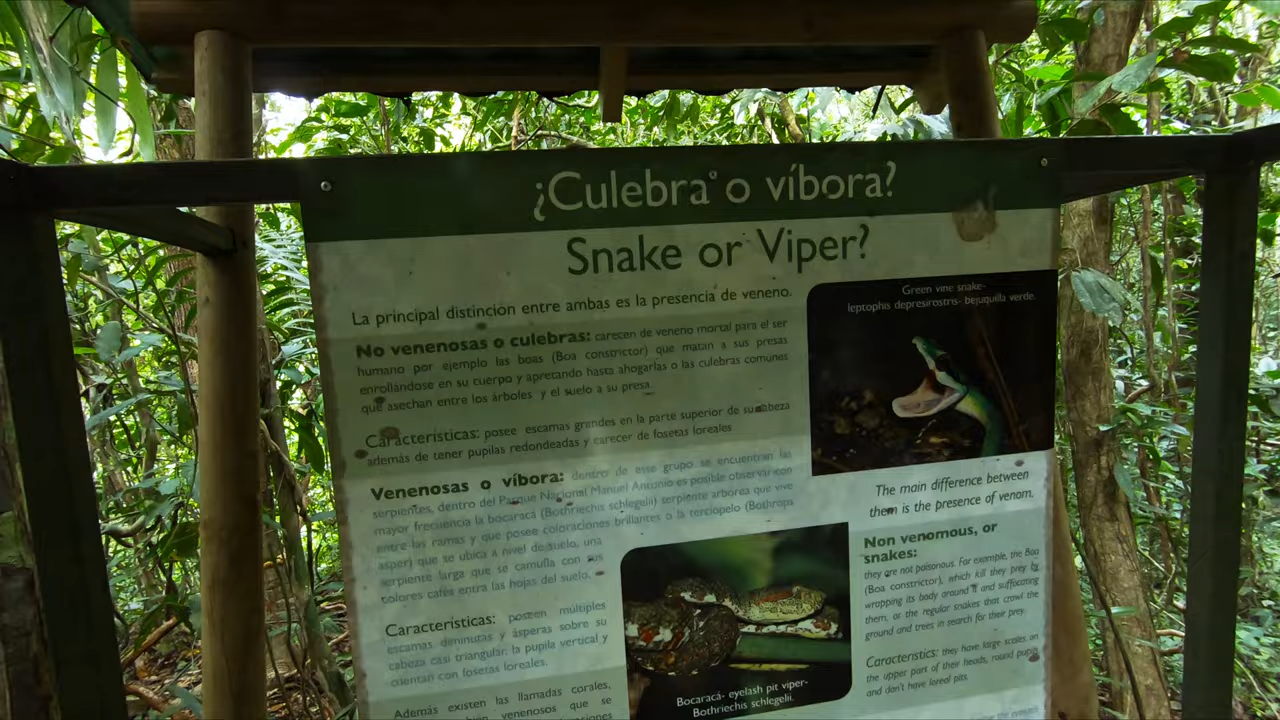 ¿Culebra o víbora?
Snake or Viper?
La principal distinción entre ambas es la presencia de veneno.
No venenosas o culebras: carecen de veneno mortal para el ser
humano por ejemplo las boas (Boa constrictor) que matan a sus presas
enrollándose en su cuerpo y apretando hasta ahogarlas o las culebras comunes
que asechan entre los árboles y el suelo a su presa.
Características: posee escamas grandes en la parte superior de su cabeza
además de tener pupilas redondeadas y carecer de fosetas loreales
Venenosas o víbora: dentro de ese grupo se encuentran las
serpientes, dentro del Parque Nacional Manuel Antonio es posible observar con
mayor frecuencia la bocaracá (Bothriechis schlegelii) serpiente arborea que vive
entre las ramas y que posee coloraciones brillantes o la terciopelo (Bothrops
asper) que se ubica a nivel de suelo, una
serpiente larga que se camufla con sus
colores cafés entra las hojas del suelo.
Características: poseen múltiples
escamas diminutas y ásperas sobre su
cabeza casi triangular, la pupila vertical y
cuentan con fosetas loreales.
Además existen las llamadas corales,
venenosos que se
Green vine snake-
leptophis depresirostris- bejuquilla verde.
The main difference between
them is the presence of venom.
Non venomous, or
snakes:
they are not poisonous. For example, the Boa
(Boa constrictor), which kill they prey by
wrapping its body around it and suffocating
them, or the regular snakes that crawl the
ground and trees in search for their prey.
Caracteristics: they have large scales on
the upper part of their heads, round pupils
and don't have loreal pits.
Bocaracá- eyelash pit viper-
Bothriechis schlegelii.